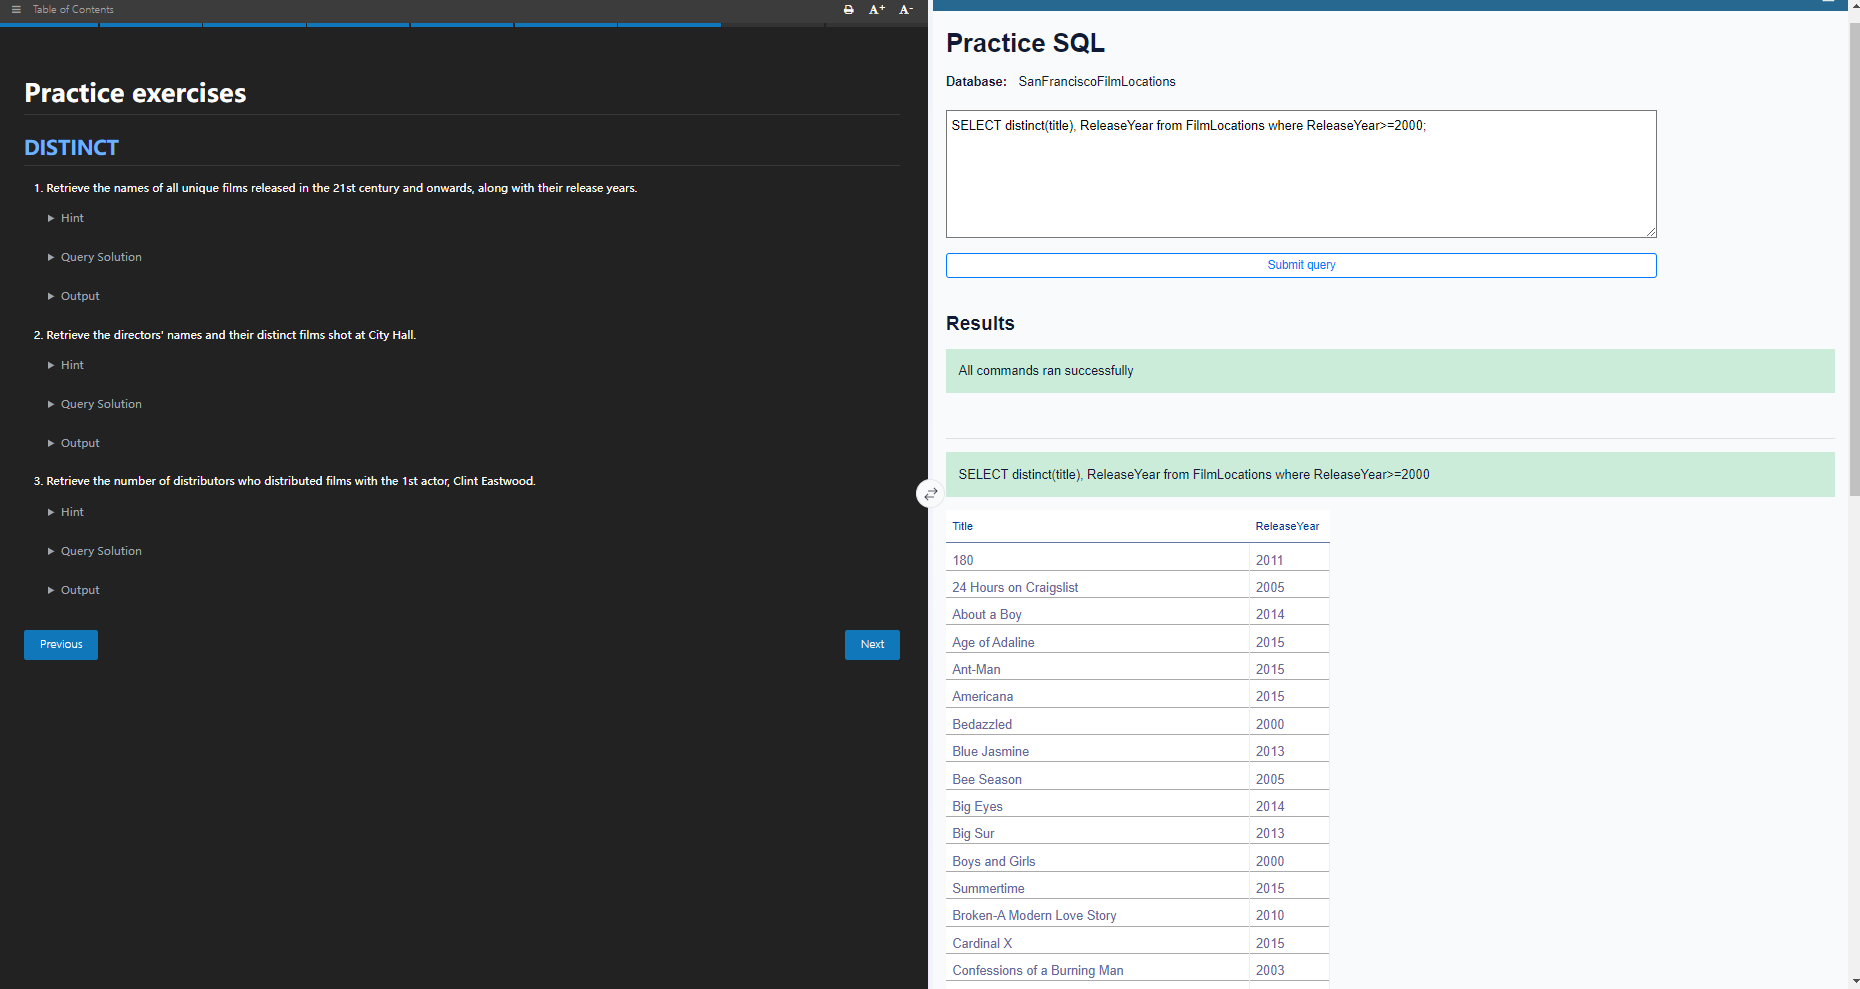 Table of Contents
A+ A-
Practice exercises
DISTINCT
1. Retrieve the names of all unique films released in the 21st century and onwards, along with their release years.
Hint
Query Solution
Output
2. Retrieve the directors' names and their distinct films shot at City Hall.
Hint
Query Solution
Output
3. Retrieve the number of distributors who distributed films with the 1st actor, Clint Eastwood.
Hint
Query Solution
Output
Previous
Next
Practice SQL
Database: SanFranciscoFilmLocations
SELECT distinct(title), ReleaseYear from FilmLocations where ReleaseYear>=2000;
Submit query
Results
All commands ran successfully
SELECT distinct(title), ReleaseYear from FilmLocations where ReleaseYear>=2000
Title ReleaseYear
180 2011
24 Hours on Craigslist 2005
About a Boy 2014
Age of Adaline 2015
Ant-Man 2015
Americana 2015
Bedazzled 2000
Blue Jasmine 2013
Bee Season 2005
Big Eyes 2014
Big Sur 2013
Boys and Girls 2000
Summertime 2015
Broken-A Modern Love Story 2010
Cardinal X 2015
Confessions of a Burning Man 2003